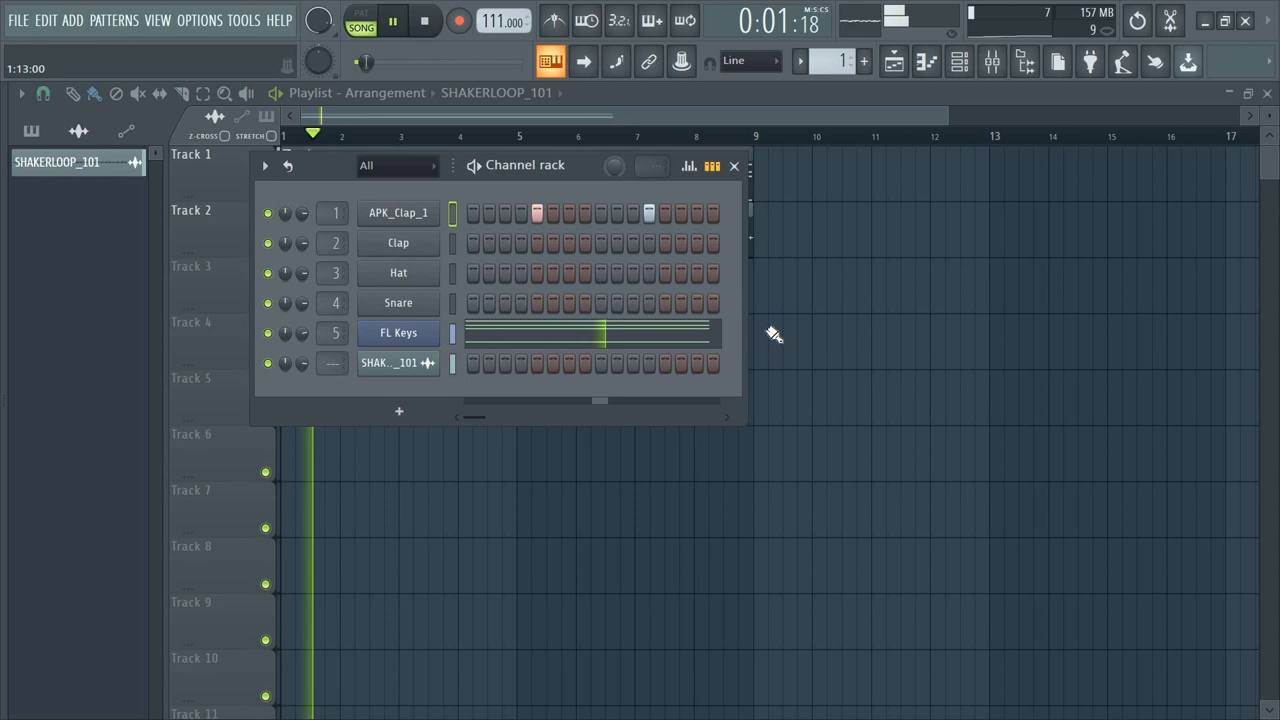 FILE EDIT PATTERNS VIEW OPTIONS TOOLS HELP
PAT
SONG
111.000
3.2.
0:01:18
M:S:CS
7
157 MB
9
1:13:00
Line
1
Playlist - Arrangement SHAKERLOOP_101
Z-CROSS STRETCH
1 2 3 4 5 6 7 8 9 10 11 12 13 14 15 16 17
SHAKERLOOP_101
Track 1
Track 2
Track 3
Track 4
Track 5
Track 6
Track 7
Track 8
Track 9
Track 10
Track 11
All
Channel rack
1 APK_Clap_1
2 Clap
3 Hat
4 Snare
5 FL Keys
--- SHAK.._101
+